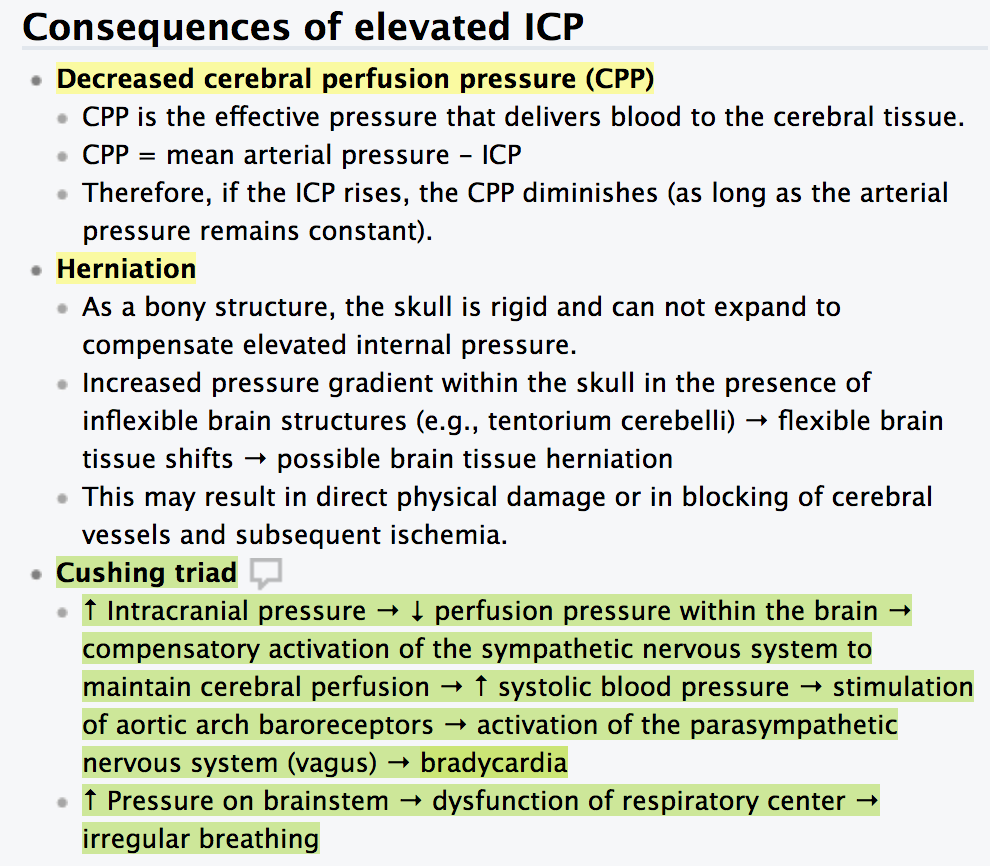 Consequences of elevated ICP
Decreased cerebral perfusion pressure (CPP)
CPP is the effective pressure that delivers blood to the cerebral tissue.
CPP = mean arterial pressure – ICP
Therefore, if the ICP rises, the CPP diminishes (as long as the arterial
pressure remains constant).
Herniation
As a bony structure, the skull is rigid and can not expand to
compensate elevated internal pressure.
Increased pressure gradient within the skull in the presence of
inflexible brain structures (e.g., tentorium cerebelli) → flexible brain
tissue shifts → possible brain tissue herniation
This may result in direct physical damage or in blocking of cerebral
vessels and subsequent ischemia.
Cushing triad
↑ Intracranial pressure → ↓ perfusion pressure within the brain →
compensatory activation of the sympathetic nervous system to
maintain cerebral perfusion → ↑ systolic blood pressure → stimulation
of aortic arch baroreceptors → activation of the parasympathetic
nervous system (vagus) → bradycardia
↑ Pressure on brainstem → dysfunction of respiratory center →
irregular breathing